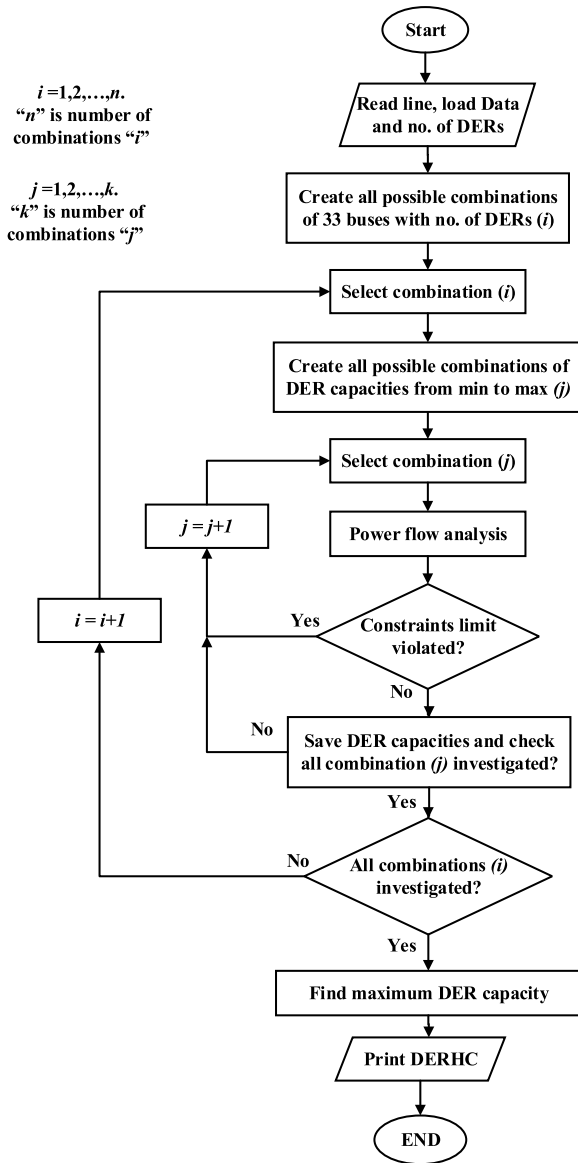 Start
i =1,2,…,n.
“n” is number of
combinations “i”
Read line, load Data
and no. of DERs
j =1,2,…,k.
“k” is number of
combinations “j”
Create all possible combinations
of 33 buses with no. of DERs (i)
Select combination (i)
Create all possible combinations of
DER capacities from min to max (j)
Select combination (j)
j = j+1
Power flow analysis
i = i+1
Yes
Constraints limit
violated?
No
No
Save DER capacities and check
all combination (j) investigated?
Yes
No
All combinations (i)
investigated?
Yes
Find maximum DER capacity
Print DERHC
END